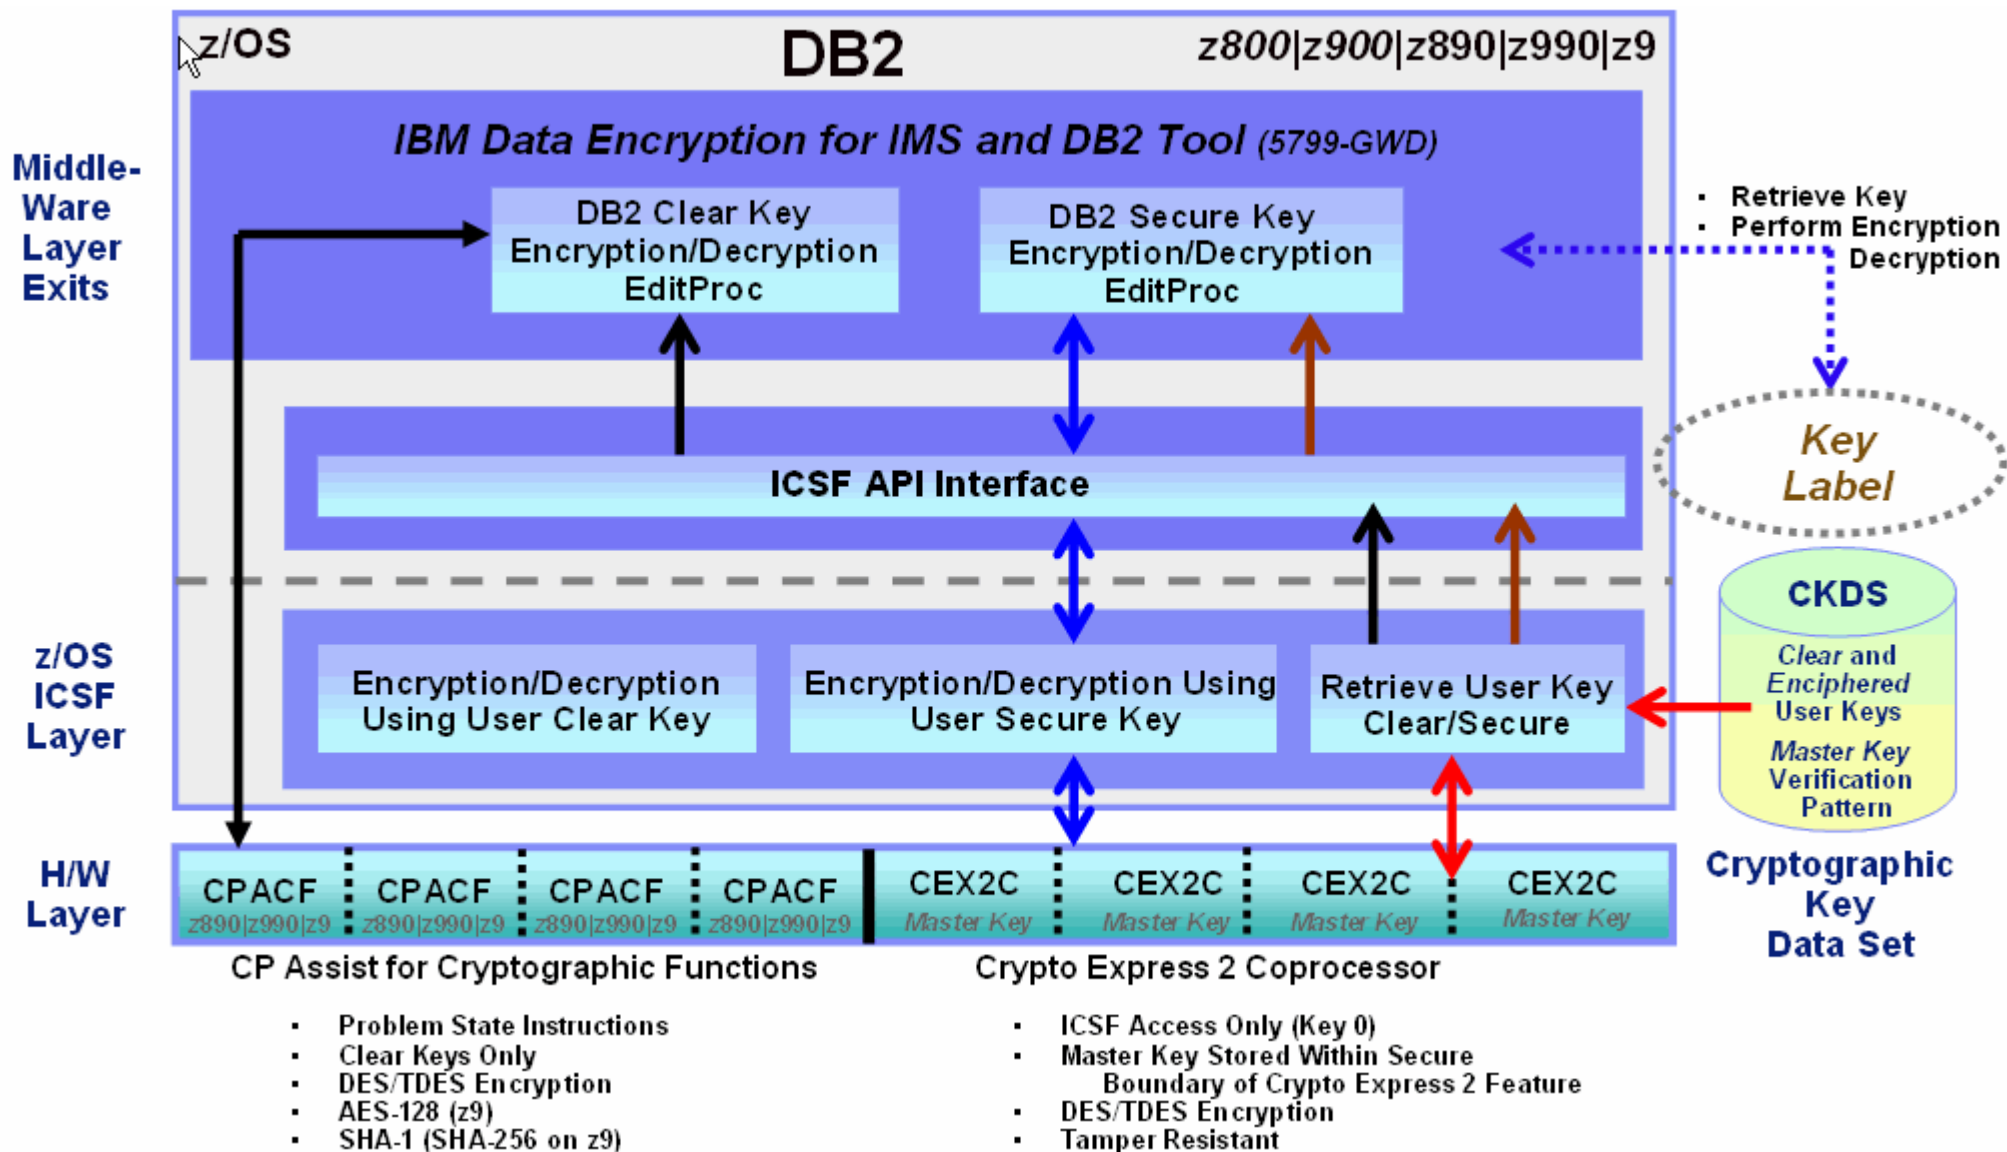 z/OS
DB2
z800|z900|z890|z990|z9
IBM Data Encryption for IMS and DB2 Tool (5799-GWD)
Middle-
Ware
Layer
Exits
DB2 Clear Key
Encryption/Decryption
EditProc
DB2 Secure Key
Encryption/Decryption
EditProc
▪ Retrieve Key
▪ Perform Encryption
Decryption
Key
Label
ICSF API Interface
z/OS
ICSF
Layer
Encryption/Decryption
Using User Clear Key
Encryption/Decryption Using
User Secure Key
Retrieve User Key
Clear/Secure
CKDS
Clear and
Enciphered
User Keys
Master Key
Verification
Pattern
Cryptographic
Key
Data Set
H/W
Layer
CPACF
z890|z990|z9
CPACF
z890|z990|z9
CPACF
z890|z990|z9
CPACF
z890|z990|z9
CEX2C
Master Key
CEX2C
Master Key
CEX2C
Master Key
CEX2C
Master Key
CP Assist for Cryptographic Functions
▪ Problem State Instructions
▪ Clear Keys Only
▪ DES/TDES Encryption
▪ AES-128 (z9)
▪ SHA-1 (SHA-256 on z9)
Crypto Express 2 Coprocessor
▪ ICSF Access Only (Key 0)
▪ Master Key Stored Within Secure
Boundary of Crypto Express 2 Feature
▪ DES/TDES Encryption
▪ Tamper Resistant